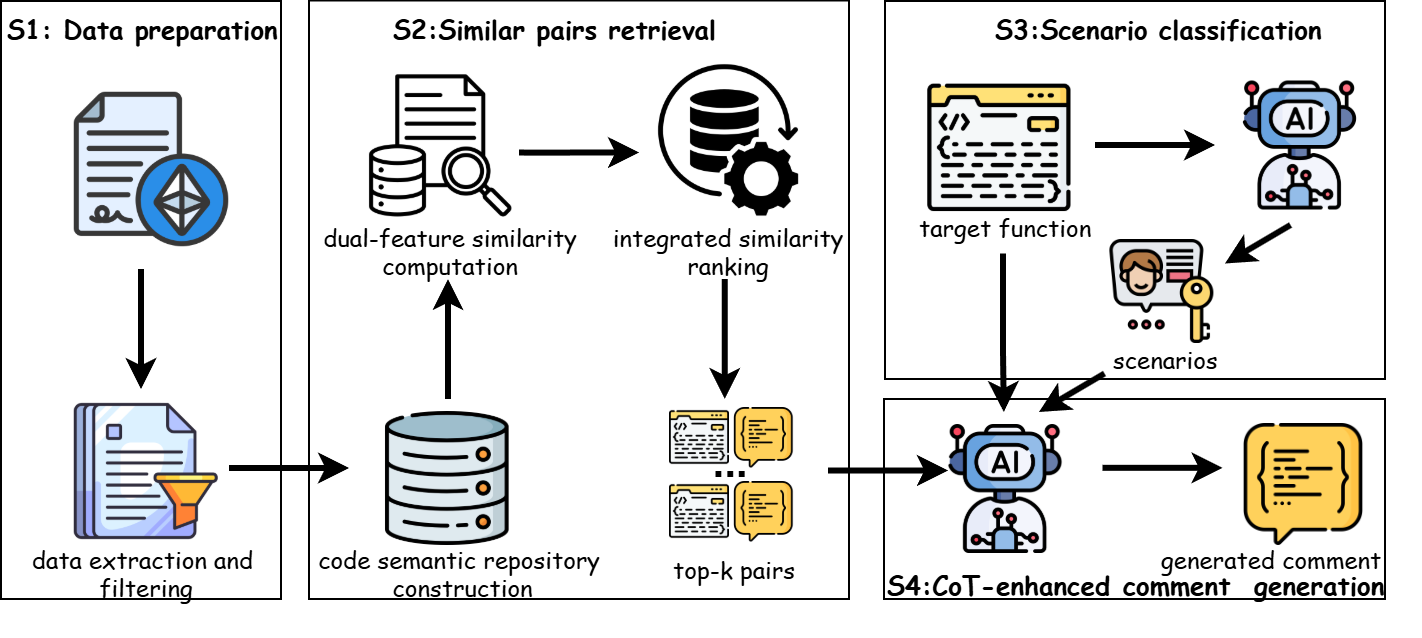 S1: Data preparation
data extraction and
filtering
S2:Similar pairs retrieval
dual-feature similarity
computation
integrated similarity
ranking
code semantic repository
construction
...
top-k pairs
S3:Scenario classification
</>
AI
target function
scenarios
AI
generated comment
S4:CoT-enhanced comment generation